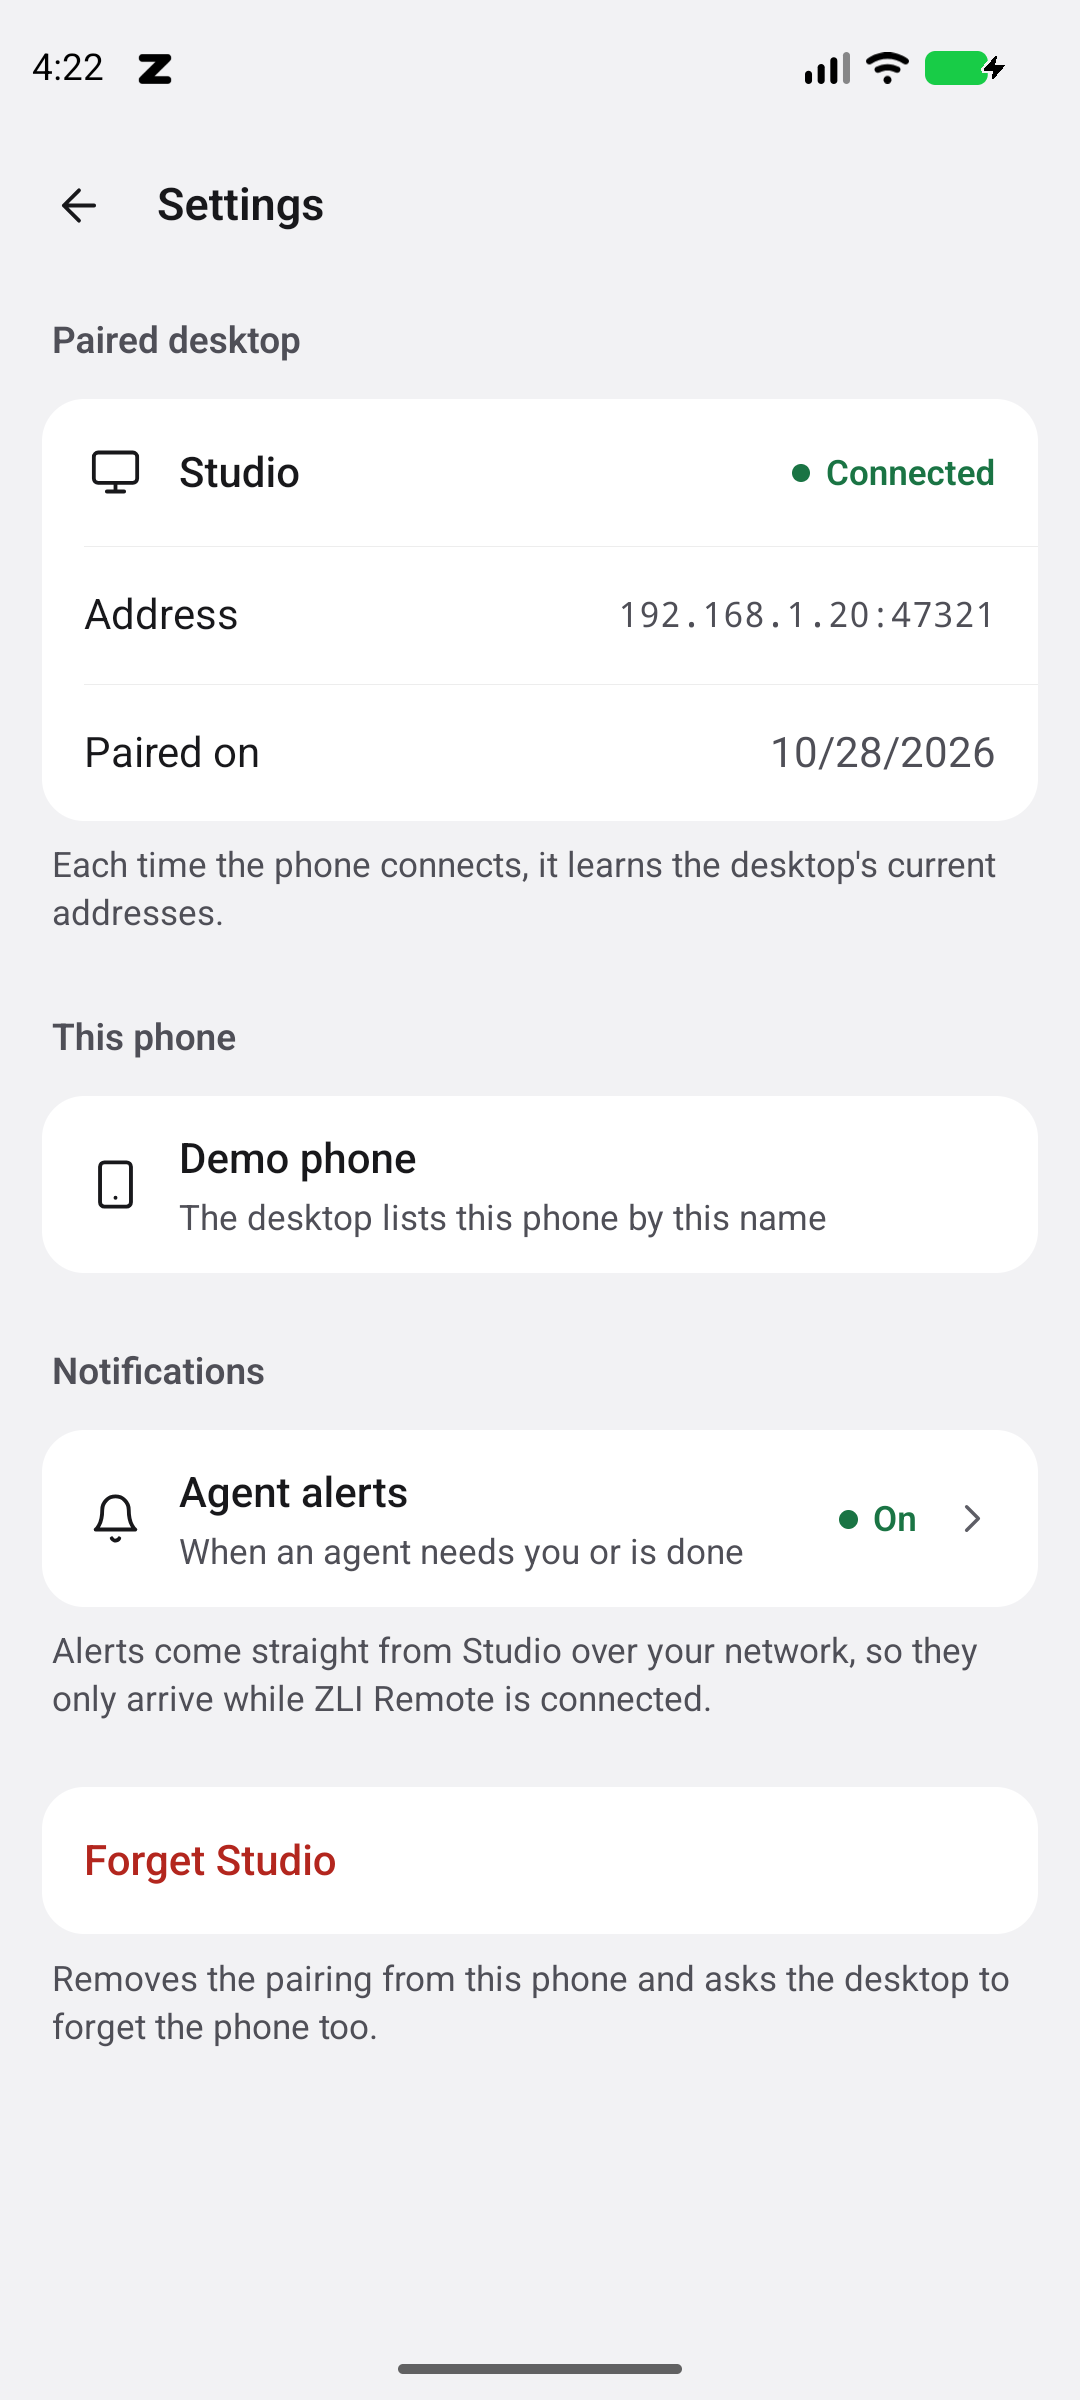 4:22
Settings
Paired desktop
Studio
Connected
Address
192.168.1.20:47321
Paired on
10/28/2026
Each time the phone connects, it learns the desktop's current
addresses.
This phone
Demo phone
The desktop lists this phone by this name
Notifications
Agent alerts
On
When an agent needs you or is done
Alerts come straight from Studio over your network, so they
only arrive while ZLI Remote is connected.
Forget Studio
Removes the pairing from this phone and asks the desktop to
forget the phone too.